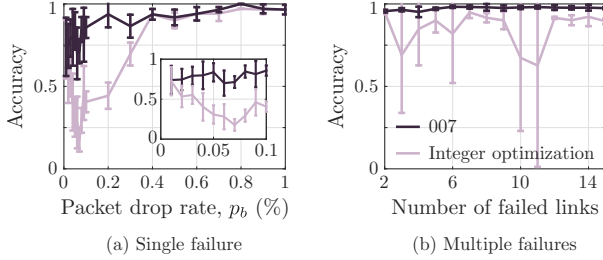 1
0.5
0
Accuracy
0 0.2 0.4 0.6 0.8 1
Packet drop rate, p_b (%)
1
0.5
0
0 0.05 0.1
(a) Single failure
1
0.5
0
Accuracy
007
Integer optimization
2 6 10 14
Number of failed links
(b) Multiple failures